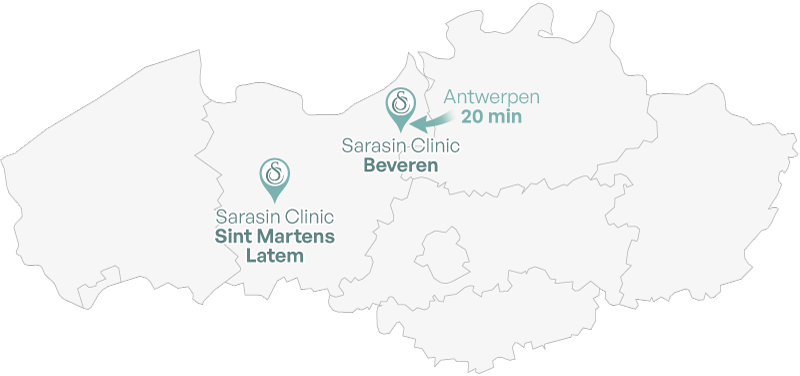 Antwerpen
20 min
Sarasin Clinic
Beveren
Sarasin Clinic
Sint Martens
Latem